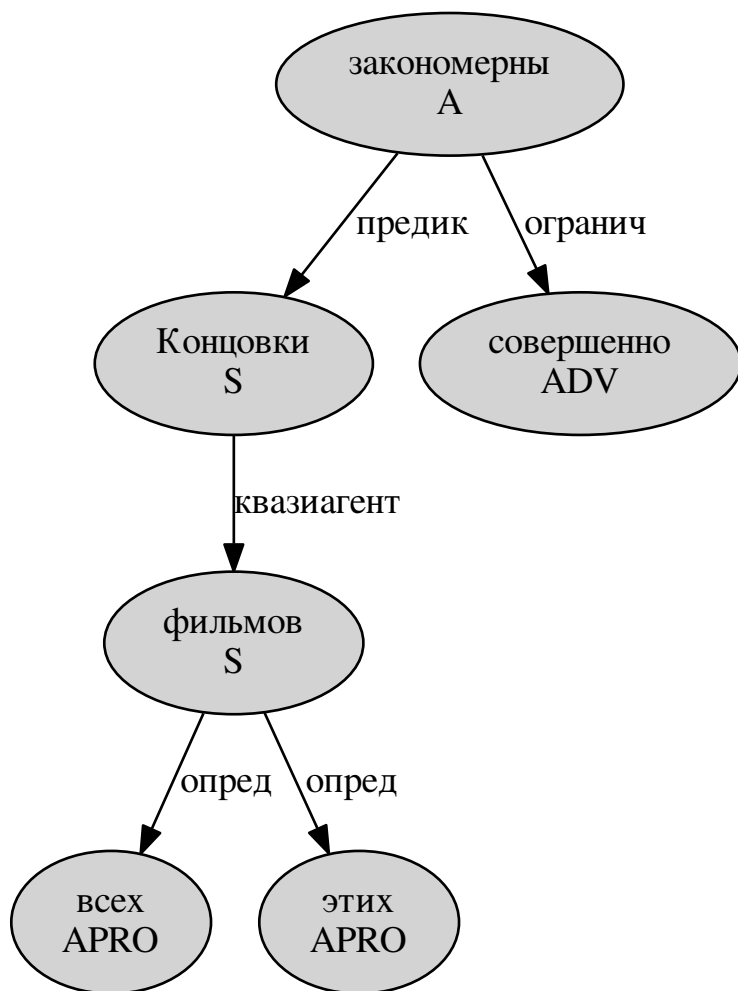 закономерны
A
предик
огранич
Концовки
S
совершенно
ADV
квазиагент
фильмов
S
опред
опред
всех
APRO
этих
APRO